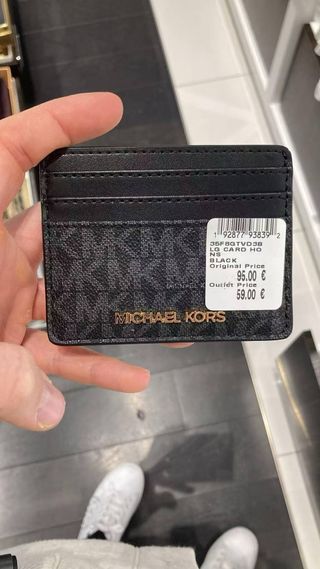 1 92877 93839 2
35F8GTVD3B
LG CARD HO
NS
BLACK
Original Price
95.00 €
Outlet Price
59.00 €
MICHAEL KORS